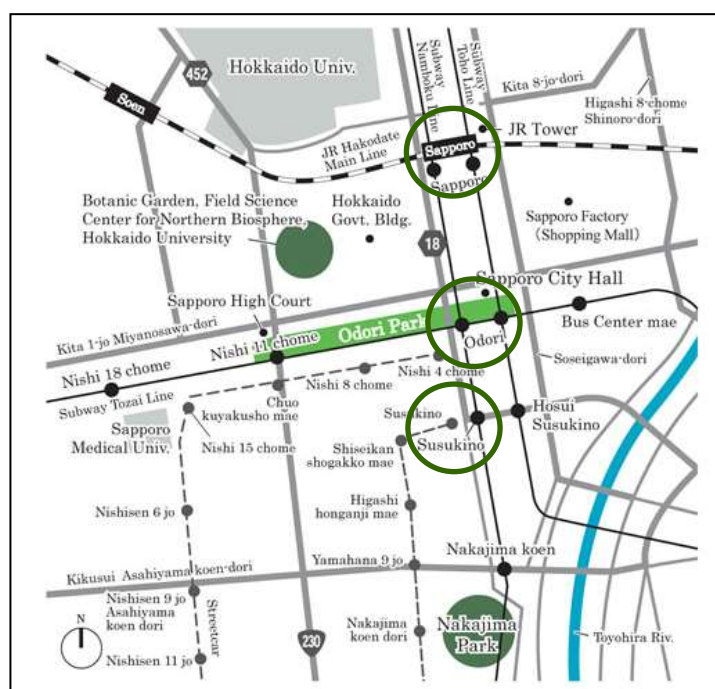 452
Hokkaido Univ.
Subway
Namboku Line
Subway
Toho Line
Kita 8-jo-dori
Soen
Higashi 8-chome
Shinoro-dori
JR Hakodate
Main Line
Sapporo
JR Tower
Sapporo
Botanic Garden, Field Science
Center for Northern Biosphere,
Hokkaido University
Hokkaido
Govt. Bldg.
18
Sapporo Factory
(Shopping Mall)
Sapporo City Hall
Sapporo High Court
Kita 1-jo Miyanosawa-dori
Odori Park
Nishi 11 chome
Odori
Bus Center mae
Nishi 18 chome
Subway Tozai Line
Nishi 4 chome
Nishi 8 chome
Soseigawa-dori
Chuo
kuyakusho mae
Sapporo
Medical Univ.
Nishi 15 chome
Susukino
Susukino
Hosui
Susukino
Shiseikan
shogakko mae
Nishisen 6 jo
Higashi
honganji mae
Yamahana 9 jo
Nakajima koen
Kikusui Asahiyama koen-dori
Nishisen 9 jo
Asahiyama
koen dori
Streetcar
N
230
Nakajima
koen dori
Nakajima
Park
Toyohira Riv.
Nishisen 11 jo